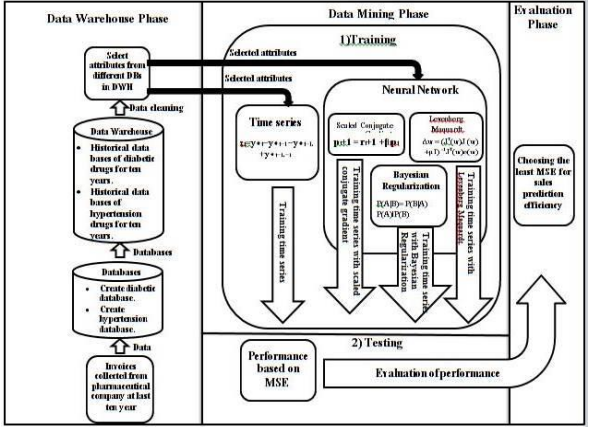 Data Warehouse Phase
Select
attributes from
different DBs
in DWH
Data cleaning
Data Warehouse
• Historical data
bases of diabetic
drugs for ten
years.
• Historical data
bases of
hypertension
drugs for ten
years.
Databases
Databases
• Create diabetic
database.
• Create
hypertension
database.
Data
Invoices
collected from
pharmaceutical
company at last
ten year
Data Mining Phase
1)Training
Selected attributes
Selected attributes
Time series
Training time series
Neural Network
Scaled Conjugate
Training time series with scaled
conjugate gradient
Bayesian
Regularization
P(A|B)= P(B|A)
P(A)/P(B)
Training time series
with Bayesian
Regularization
Levenberg
Maquardt.
Training time series with
Levenberg Maquardt.
2) Testing
Performance
based on
MSE
Evaluation of performance
Evaluation
Phase
Choosing the
least MSE for
sales
prediction
efficiency